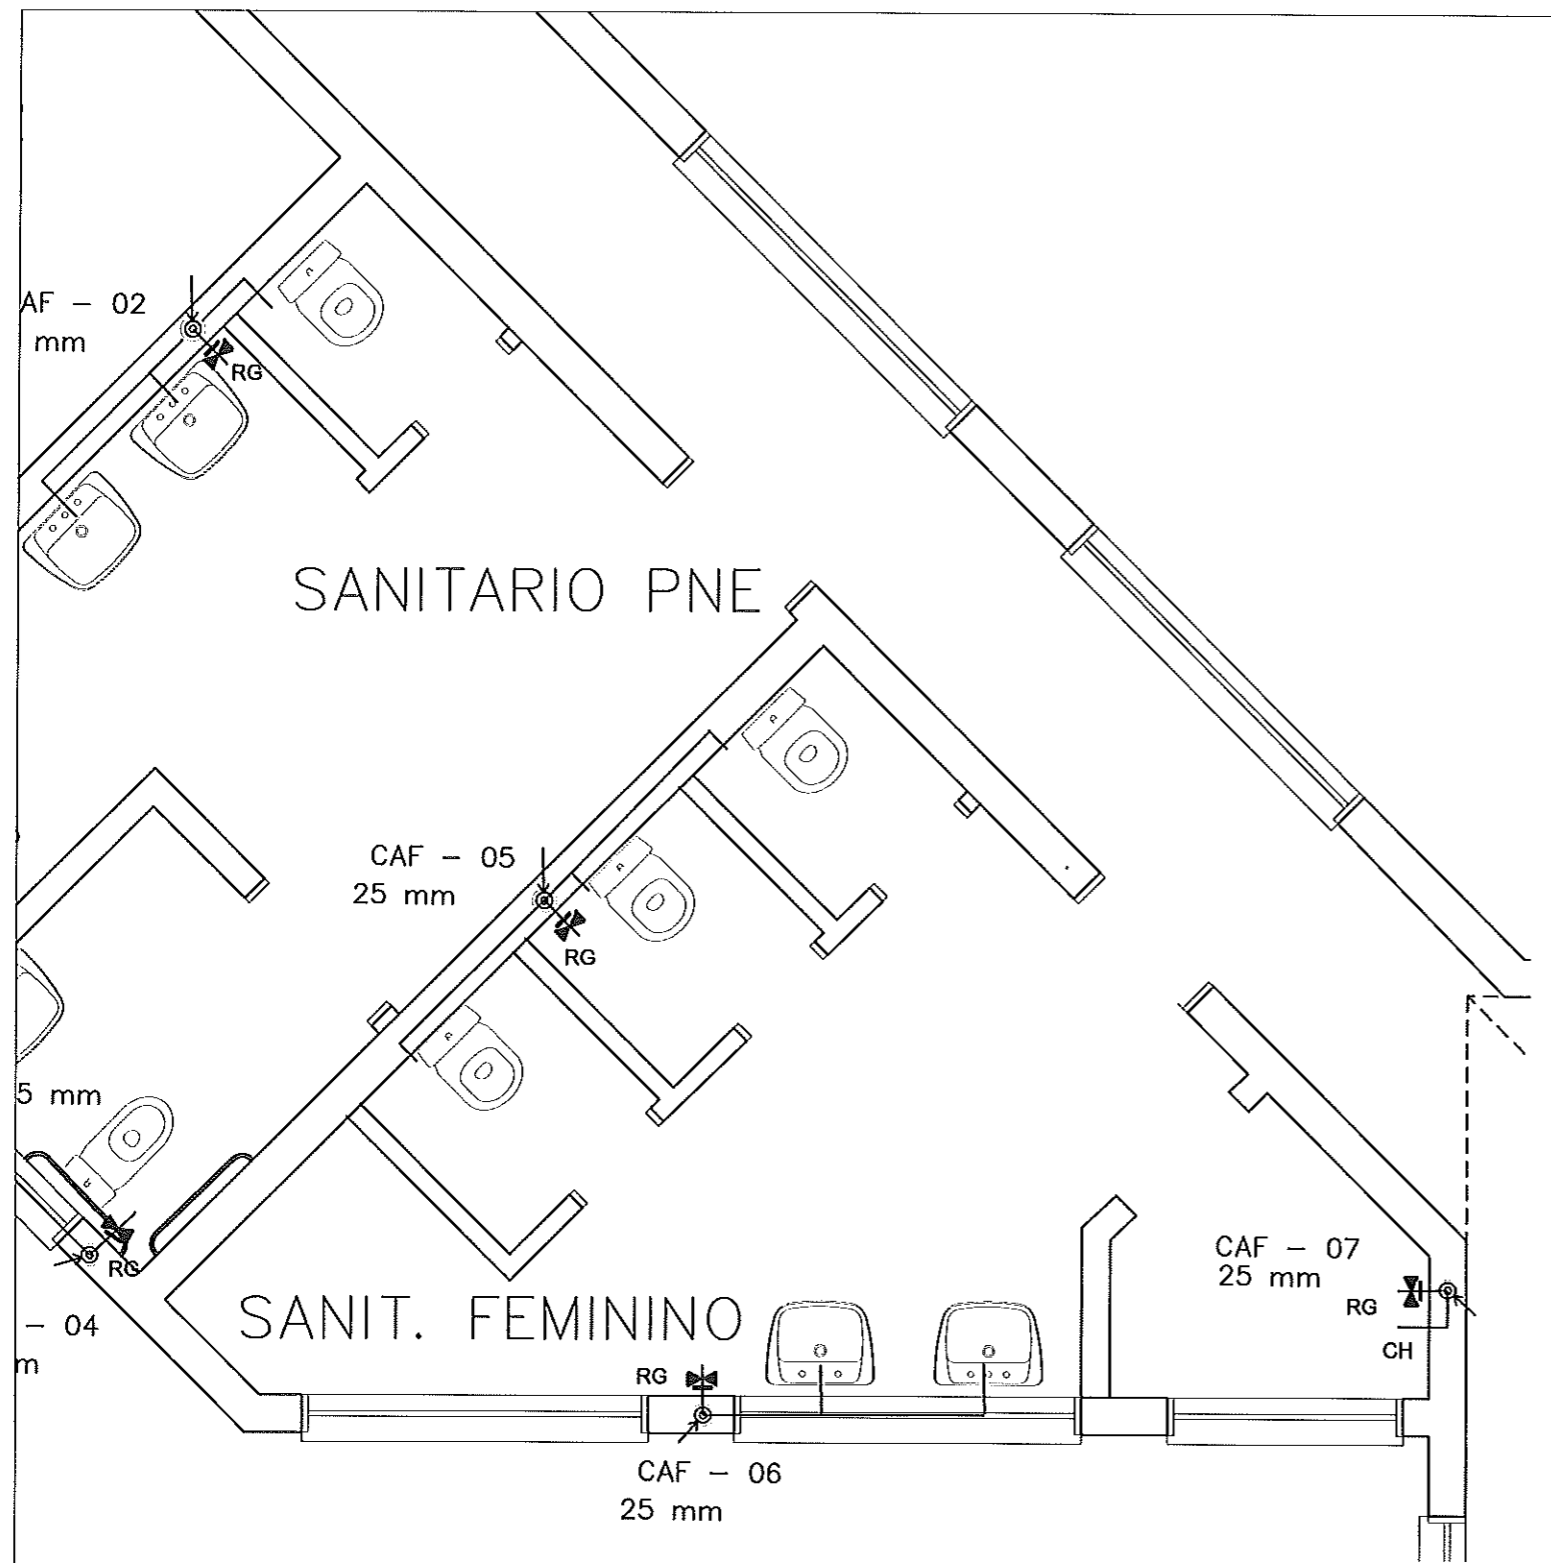 AF - 02
mm
RG
SANITARIO PNE
CAF - 05
25 mm
RG
5 mm
RG
- 04
m
SANIT. FEMININO
CAF - 07
25 mm
RG
CH
RG
CAF - 06
25 mm